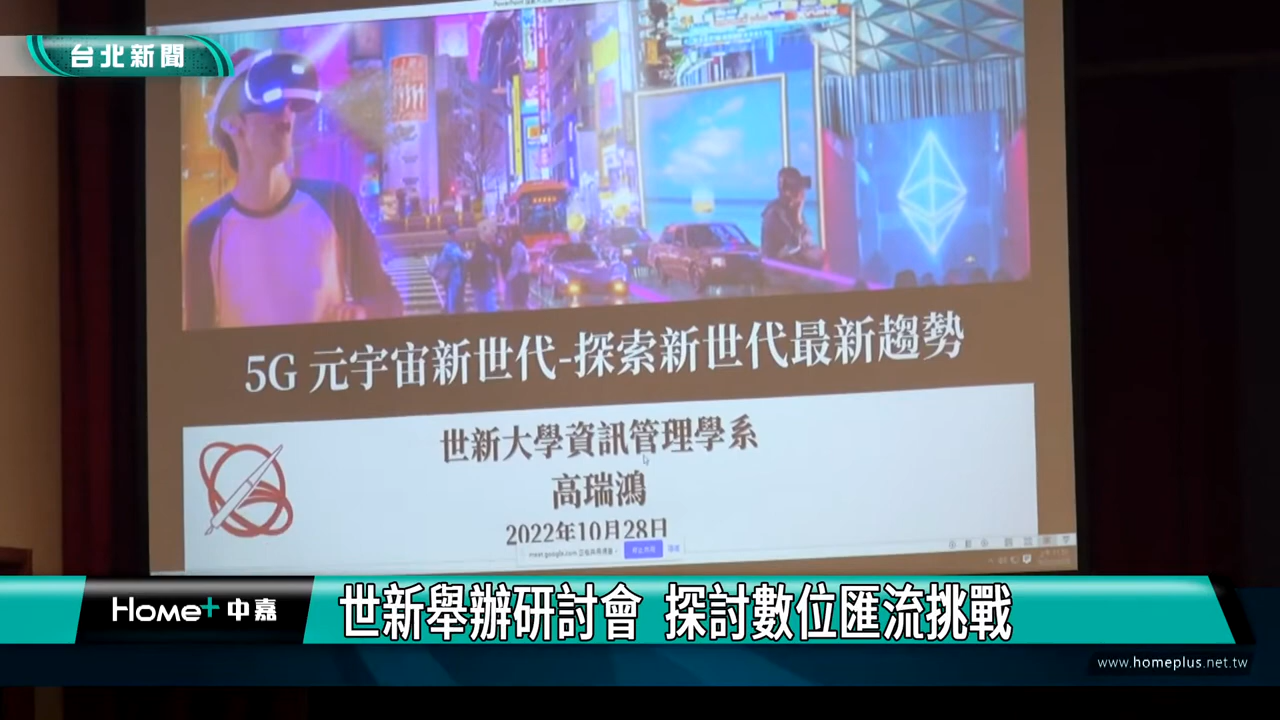 台北新聞
5G 元宇宙新世代-探索新世代最新趨勢
世新大學資訊管理學系
高瑞鴻
2022年10月28日
Home+ 中嘉
世新舉辦研討會 探討數位匯流挑戰
www.homeplus.net.tw